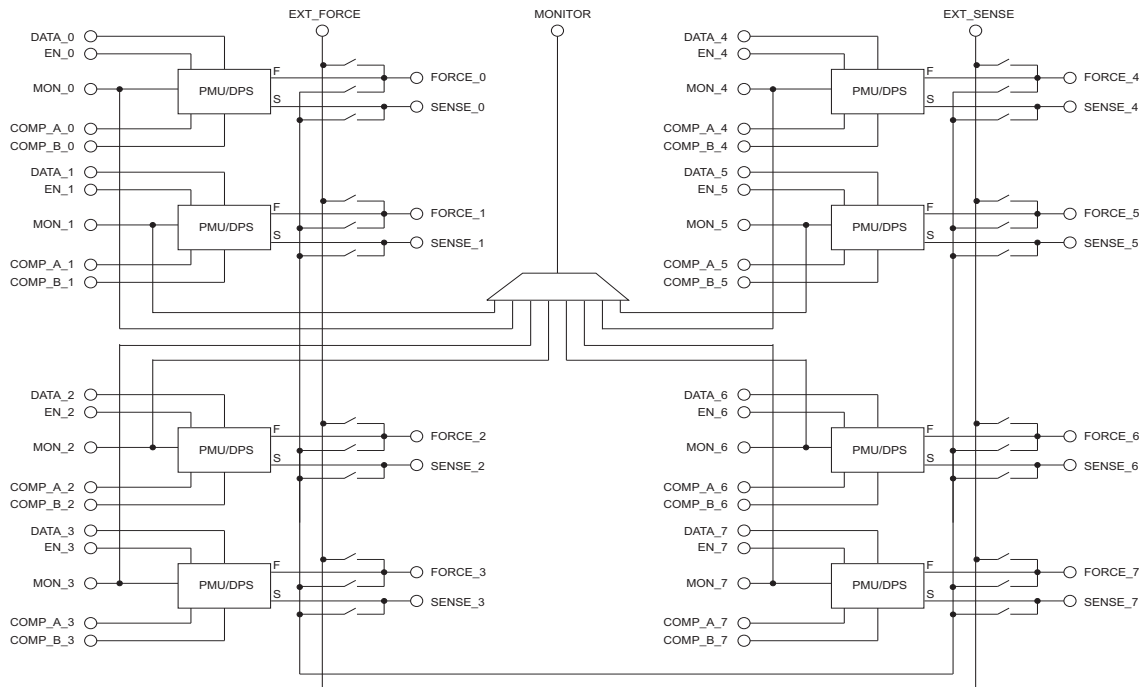 EXT_FORCE
MONITOR
EXT_SENSE
DATA_0
EN_0
MON_0
COMP_A_0
COMP_B_0
PMU/DPS
F
S
FORCE_0
SENSE_0
DATA_4
EN_4
MON_4
COMP_A_4
COMP_B_4
PMU/DPS
F
S
FORCE_4
SENSE_4
DATA_1
EN_1
MON_1
COMP_A_1
COMP_B_1
PMU/DPS
F
S
FORCE_1
SENSE_1
DATA_5
EN_5
MON_5
COMP_A_5
COMP_B_5
PMU/DPS
F
S
FORCE_5
SENSE_5
DATA_2
EN_2
MON_2
COMP_A_2
COMP_B_2
PMU/DPS
F
S
FORCE_2
SENSE_2
DATA_6
EN_6
MON_6
COMP_A_6
COMP_B_6
PMU/DPS
F
S
FORCE_6
SENSE_6
DATA_3
EN_3
MON_3
COMP_A_3
COMP_B_3
PMU/DPS
F
S
FORCE_3
SENSE_3
DATA_7
EN_7
MON_7
COMP_A_7
COMP_B_7
PMU/DPS
F
S
FORCE_7
SENSE_7